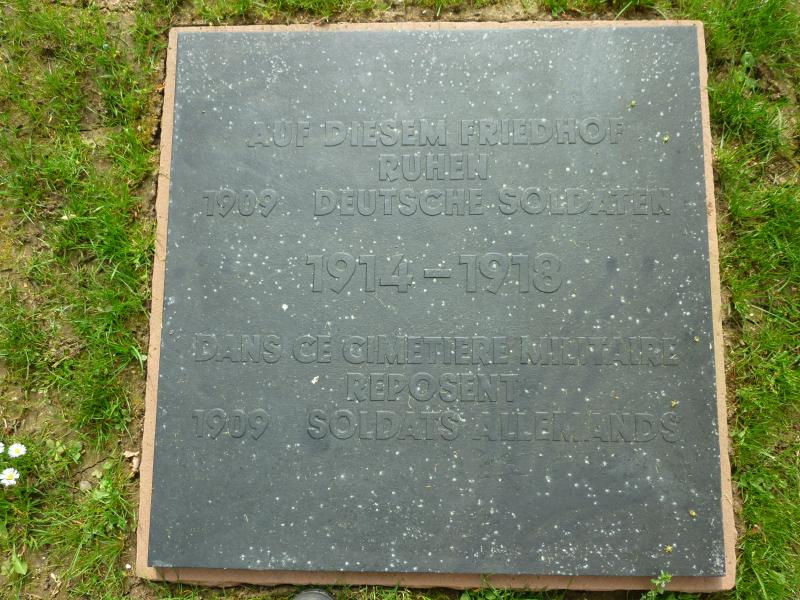 AUF DIESEM FRIEDHOF
RUHEN
1909 DEUTSCHE SOLDATEN
1914–1918
DANS CE CIMETIERE MILITAIRE
REPOSENT
1909 SOLDATS ALLEMANDS